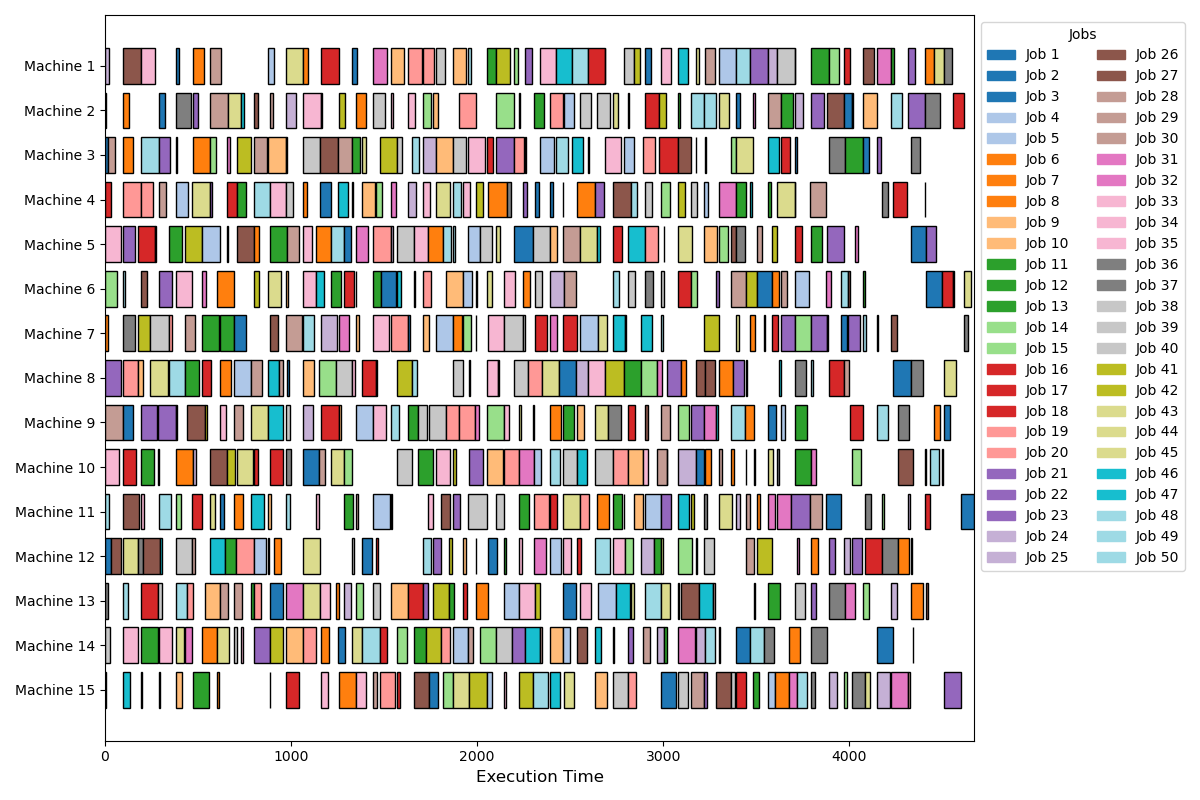 Machine 1
Machine 2
Machine 3
Machine 4
Machine 5
Machine 6
Machine 7
Machine 8
Machine 9
Machine 10
Machine 11
Machine 12
Machine 13
Machine 14
Machine 15
0 1000 2000 3000 4000
Execution Time
Jobs
Job 1
Job 2
Job 3
Job 4
Job 5
Job 6
Job 7
Job 8
Job 9
Job 10
Job 11
Job 12
Job 13
Job 14
Job 15
Job 16
Job 17
Job 18
Job 19
Job 20
Job 21
Job 22
Job 23
Job 24
Job 25
Job 26
Job 27
Job 28
Job 29
Job 30
Job 31
Job 32
Job 33
Job 34
Job 35
Job 36
Job 37
Job 38
Job 39
Job 40
Job 41
Job 42
Job 43
Job 44
Job 45
Job 46
Job 47
Job 48
Job 49
Job 50